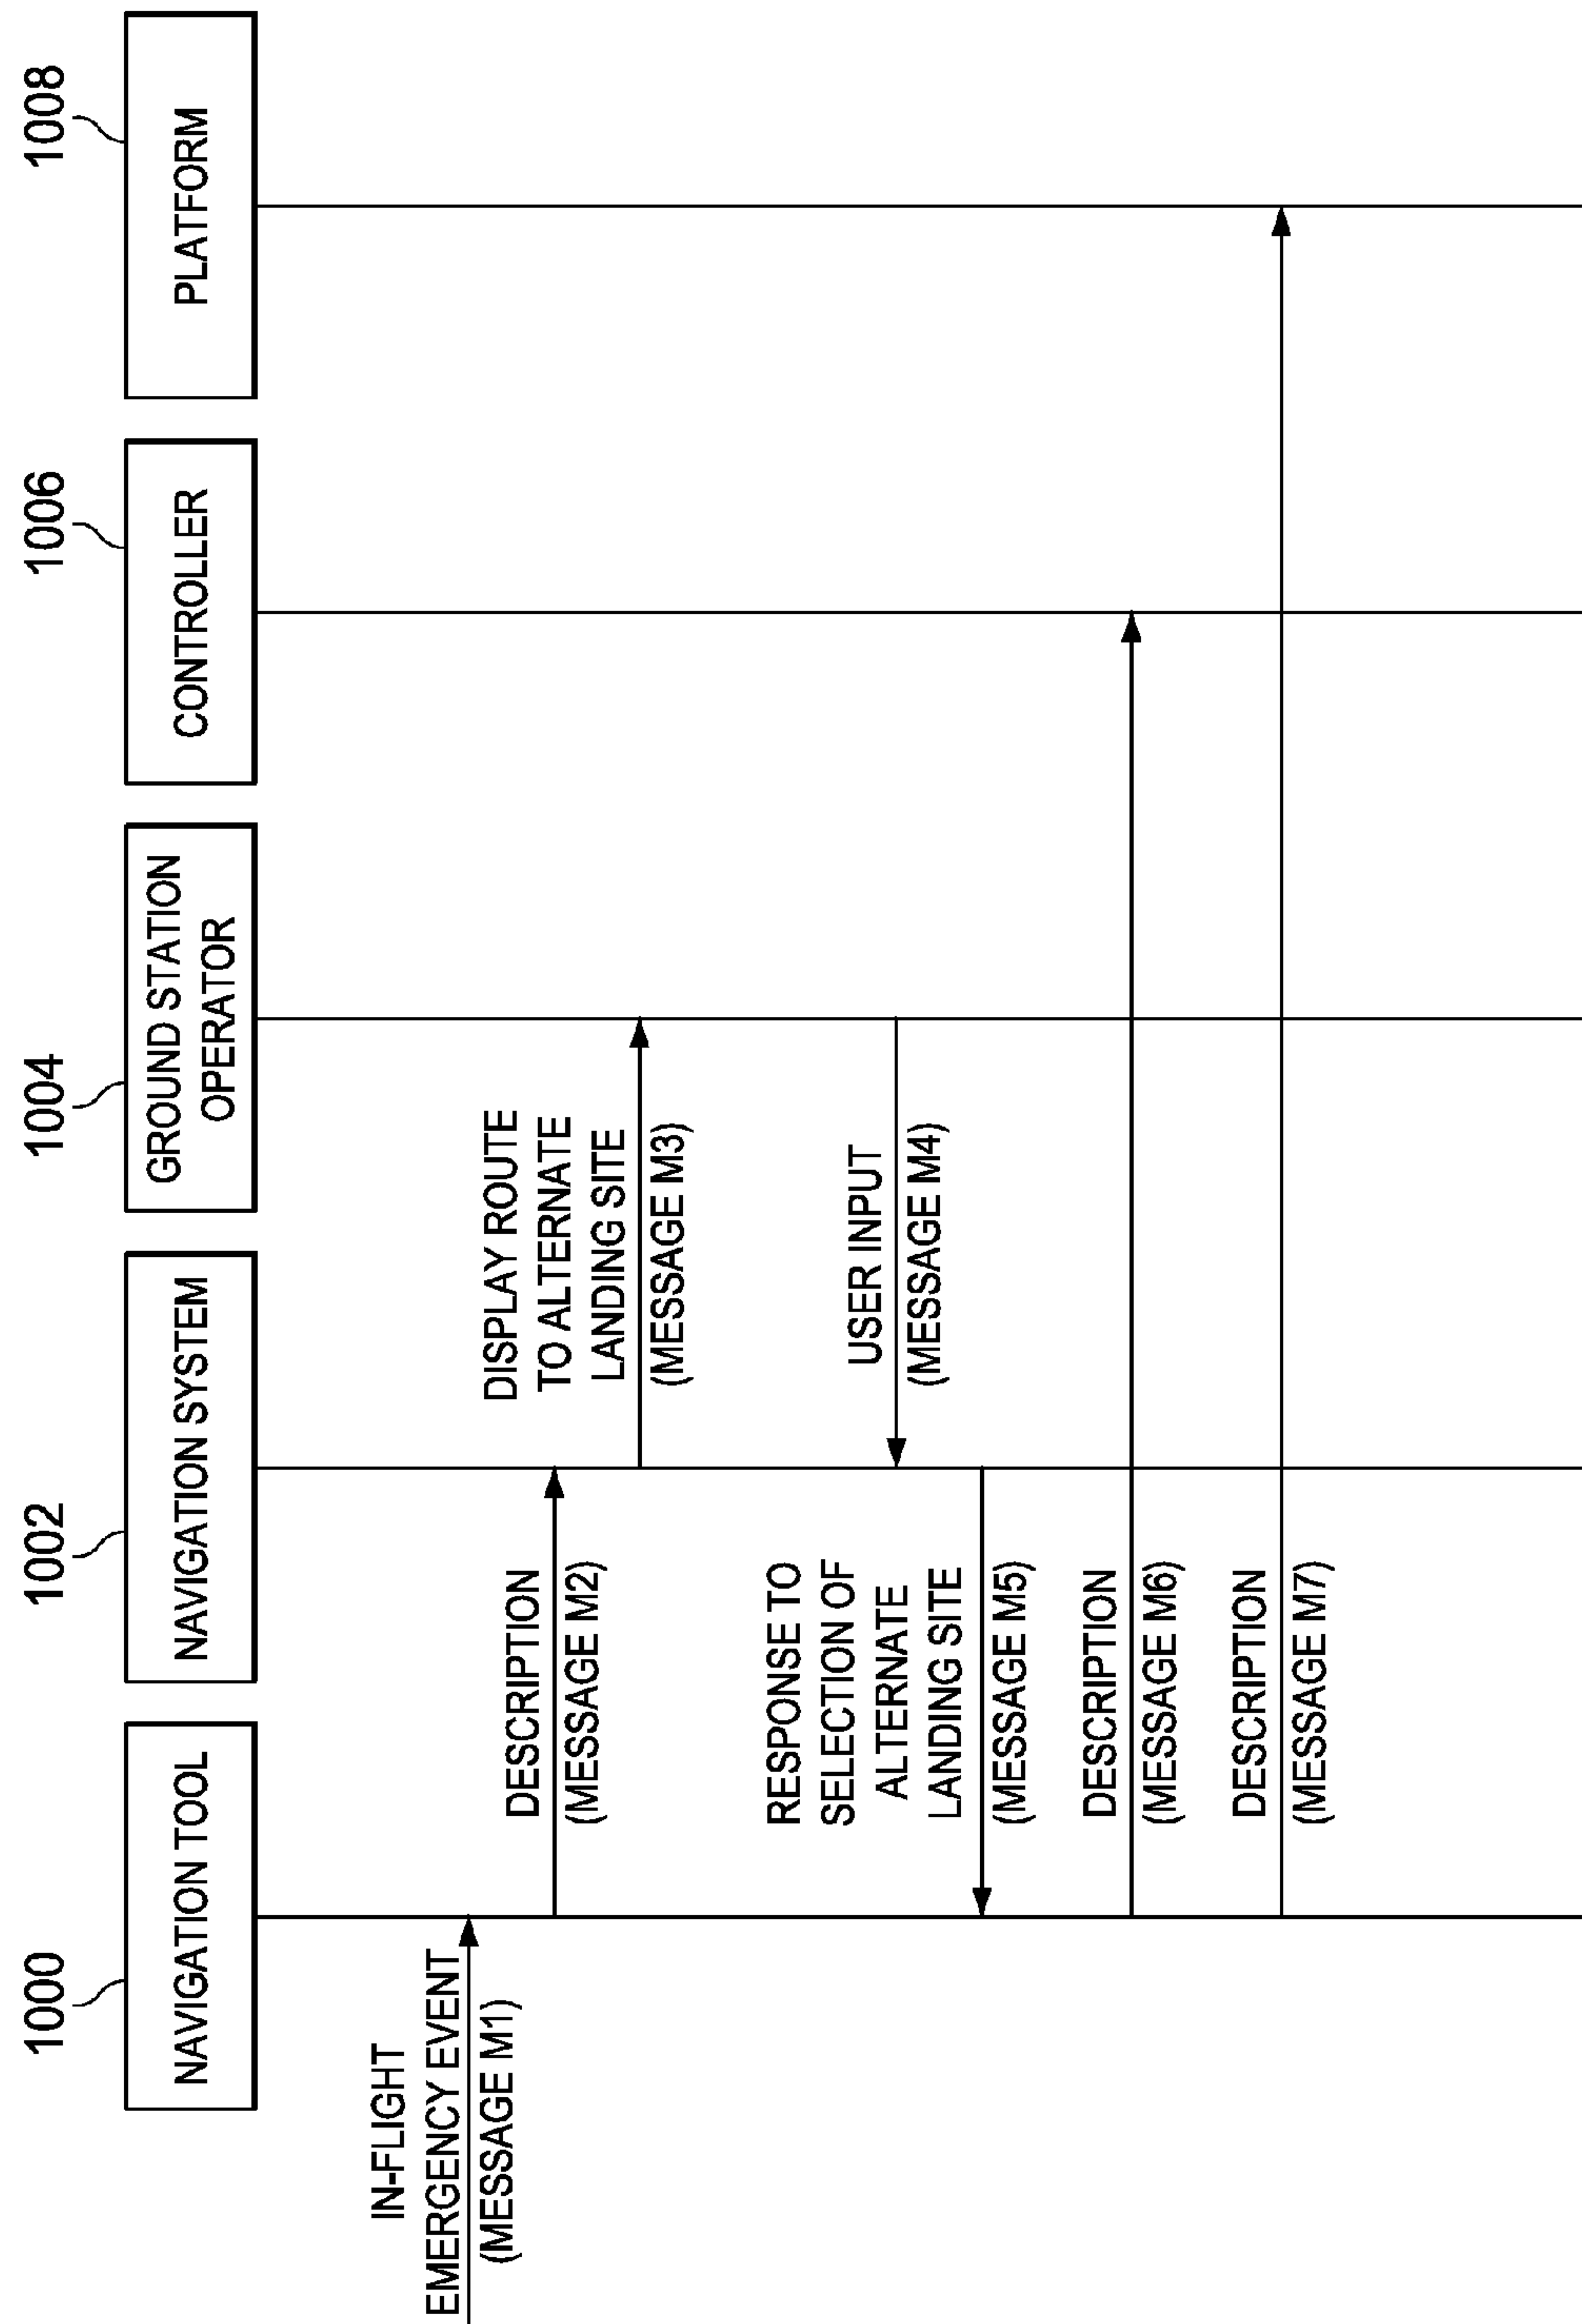 1000
NAVIGATION TOOL
1002
NAVIGATION SYSTEM
1004
GROUND STATION
OPERATOR
1006
CONTROLLER
1008
PLATFORM
IN-FLIGHT
EMERGENCY EVENT
(MESSAGE M1)
DESCRIPTION
(MESSAGE M2)
DISPLAY ROUTE
TO ALTERNATE
LANDING SITE
(MESSAGE M3)
USER INPUT
(MESSAGE M4)
RESPONSE TO
SELECTION OF
ALTERNATE
LANDING SITE
(MESSAGE M5)
DESCRIPTION
(MESSAGE M6)
DESCRIPTION
(MESSAGE M7)